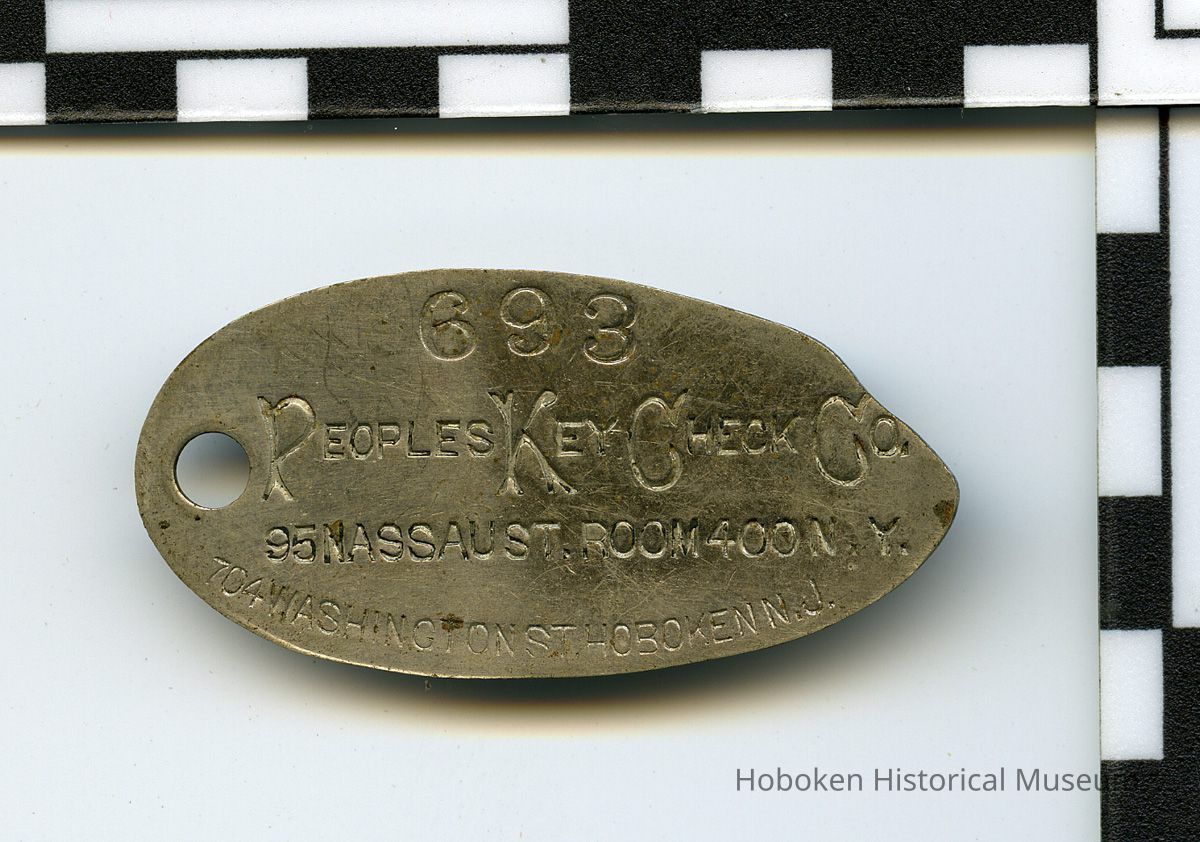 693
PEOPLES KEY CHECK CO.
95 NASSAU ST. ROOM 400 N.Y.
704 WASHINGTON ST. HOBOKEN N.J.
Hoboken Historical Museum